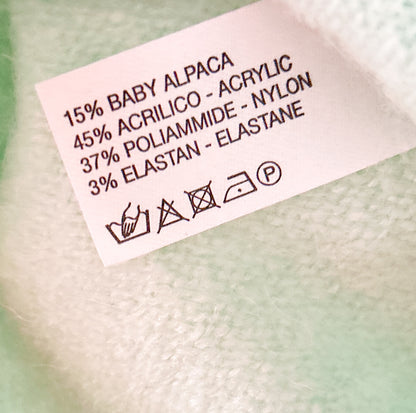 15% BABY ALPACA
45% ACRILICO - ACRYLIC
37% POLIAMMIDE - NYLON
3% ELASTAN - ELASTANE
P